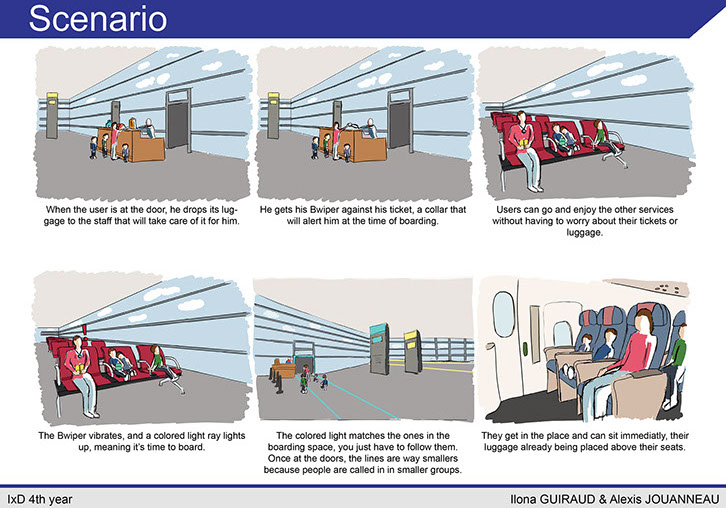 Scenario
When the user is at the door, he drops its lug-
gage to the staff that will take care of it for him.
He gets his Bwiper against his ticket, a collar that
will alert him at the time of boarding.
Users can go and enjoy the other services
without having to worry about their tickets or
luggage.
The Bwiper vibrates, and a colored light ray lights
up, meaning it's time to board.
The colored light matches the ones in the
boarding space, you just have to follow them.
Once at the doors, the lines are way smallers
because people are called in in smaller groups.
They get in the place and can sit immediatly, their
luggage already being placed above their seats.
IxD 4th year
Ilona GUIRAUD & Alexis JOUANNEAU